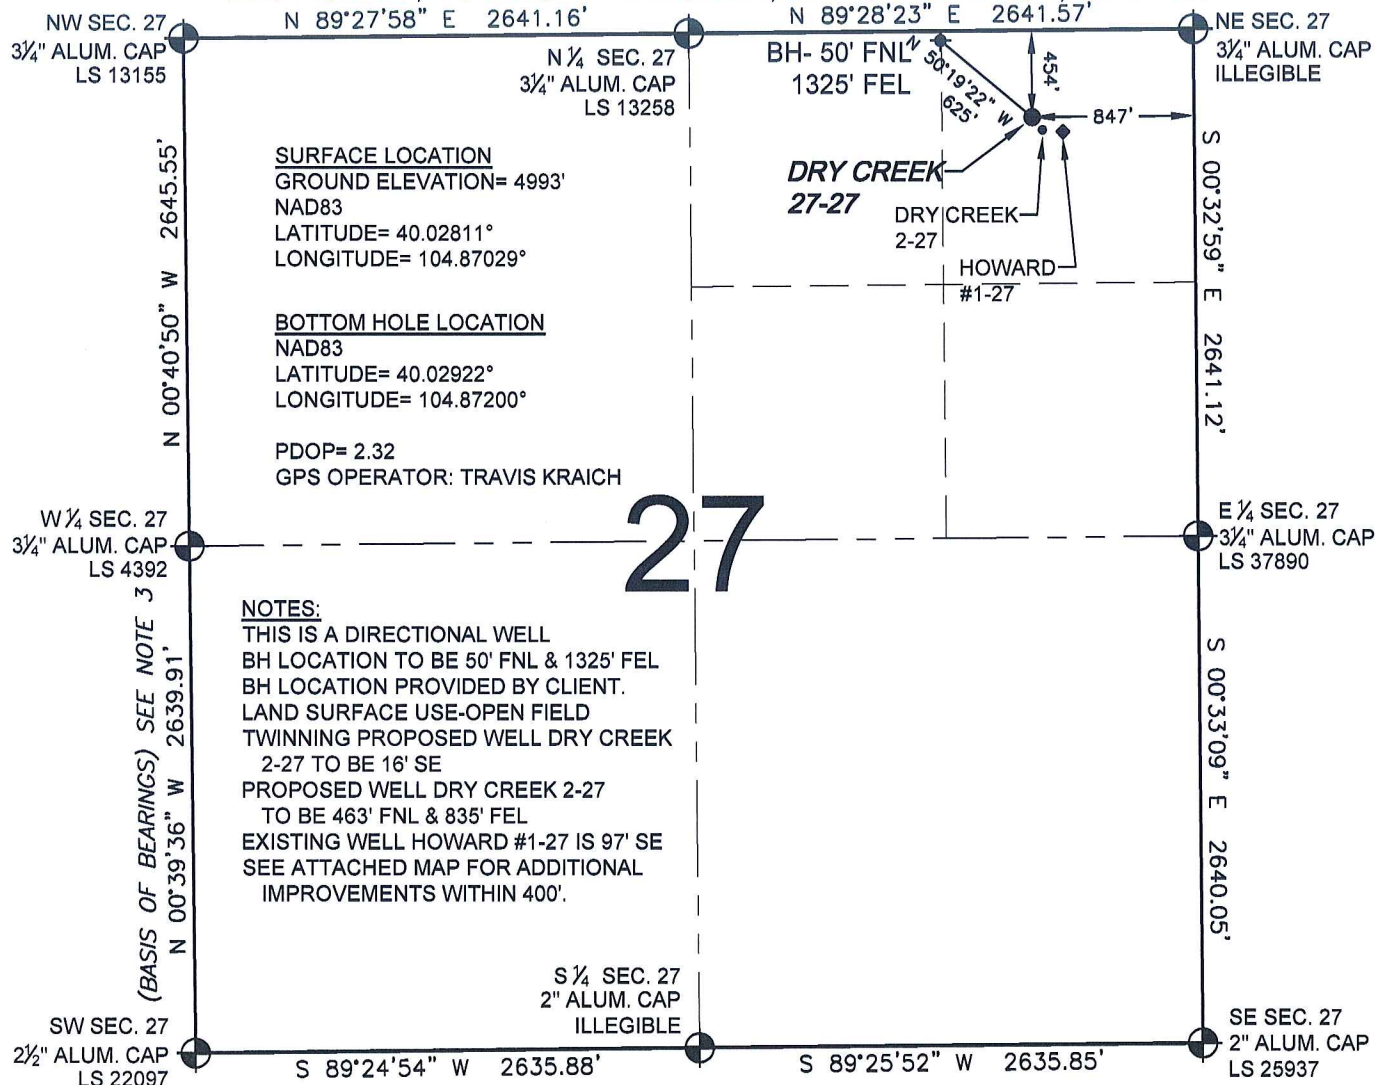 N 89°27'58" E 2641.16'
N 89°28'23" E 2641.57'
NW SEC. 27
3¼" ALUM. CAP
LS 13155
N ¼ SEC. 27
3¼" ALUM. CAP
LS 13258
BH- 50' FNL
1325' FEL
N 50°19'22" W
625'
454'
847'
NE SEC. 27
3¼" ALUM. CAP
ILLEGIBLE
DRY CREEK
27-27
DRY CREEK
2-27
HOWARD
#1-27
SURFACE LOCATION
GROUND ELEVATION= 4993'
NAD83
LATITUDE= 40.02811°
LONGITUDE= 104.87029°
BOTTOM HOLE LOCATION
NAD83
LATITUDE= 40.02922°
LONGITUDE= 104.87200°
PDOP= 2.32
GPS OPERATOR: TRAVIS KRAICH
N 00°40'50" W 2645.55'
S 00°32'59" E 2641.12'
27
W ¼ SEC. 27
3¼" ALUM. CAP
LS 4392
E ¼ SEC. 27
3¼" ALUM. CAP
LS 37890
NOTES:
THIS IS A DIRECTIONAL WELL
BH LOCATION TO BE 50' FNL & 1325' FEL
BH LOCATION PROVIDED BY CLIENT.
LAND SURFACE USE-OPEN FIELD
TWINNING PROPOSED WELL DRY CREEK
2-27 TO BE 16' SE
PROPOSED WELL DRY CREEK 2-27
TO BE 463' FNL & 835' FEL
EXISTING WELL HOWARD #1-27 IS 97' SE
SEE ATTACHED MAP FOR ADDITIONAL
IMPROVEMENTS WITHIN 400'.
(BASIS OF BEARINGS) SEE NOTE 3
N 00°39'36" W 2639.91'
S 00°33'09" E 2640.05'
S ¼ SEC. 27
2" ALUM. CAP
ILLEGIBLE
SW SEC. 27
2½" ALUM. CAP
LS 22097
SE SEC. 27
2" ALUM. CAP
LS 25937
S 89°24'54" W 2635.88'
S 89°25'52" W 2635.85'